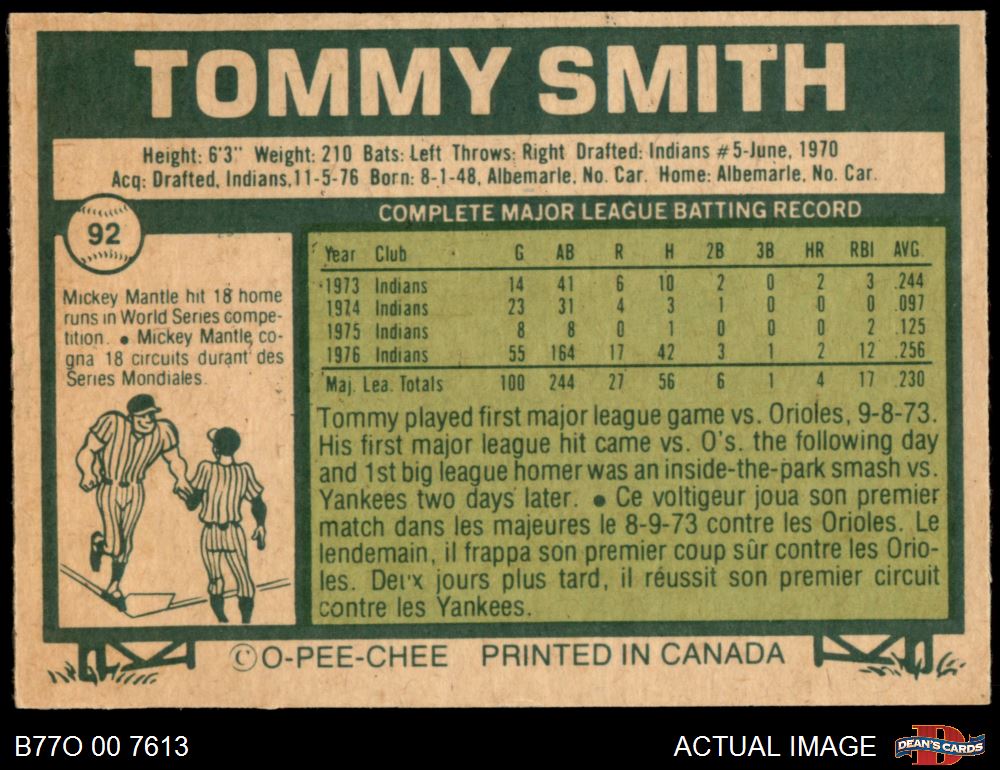 TOMMY SMITH
Height: 6'3" Weight: 210 Bats: Left Throws: Right Drafted: Indians #5-June, 1970
Acq: Drafted, Indians,11-5-76 Born: 8-1-48, Albemarle, No. Car. Home: Albemarle, No. Car.
92
Mickey Mantle hit 18 home
runs in World Series compe-
tition. ● Mickey Mantle co-
gna 18 circuits durant des
Series Mondiales.
COMPLETE MAJOR LEAGUE BATTING RECORD
Year Club G AB R H 2B 3B HR RBI AVG.
1973 Indians 14 41 6 10 2 0 2 3 .244
1974 Indians 23 31 4 3 1 0 0 0 .097
1975 Indians 8 8 0 1 0 0 0 2 .125
1976 Indians 55 164 17 42 3 1 2 12 .256
Maj. Lea. Totals 100 244 27 56 6 1 4 17 .230
Tommy played first major league game vs. Orioles, 9-8-73.
His first major league hit came vs. O's. the following day
and 1st big league homer was an inside-the-park smash vs.
Yankees two days later. ● Ce voltigeur joua son premier
match dans les majeures le 8-9-73 contre les Orioles. Le
lendemain, il frappa son premier coup sûr contre les Orio-
les. Deux jours plus tard, il réussit son premier circuit
contre les Yankees.
©O-PEE-CHEE PRINTED IN CANADA
B77O 00 7613
ACTUAL IMAGE
DEAN'S CARDS